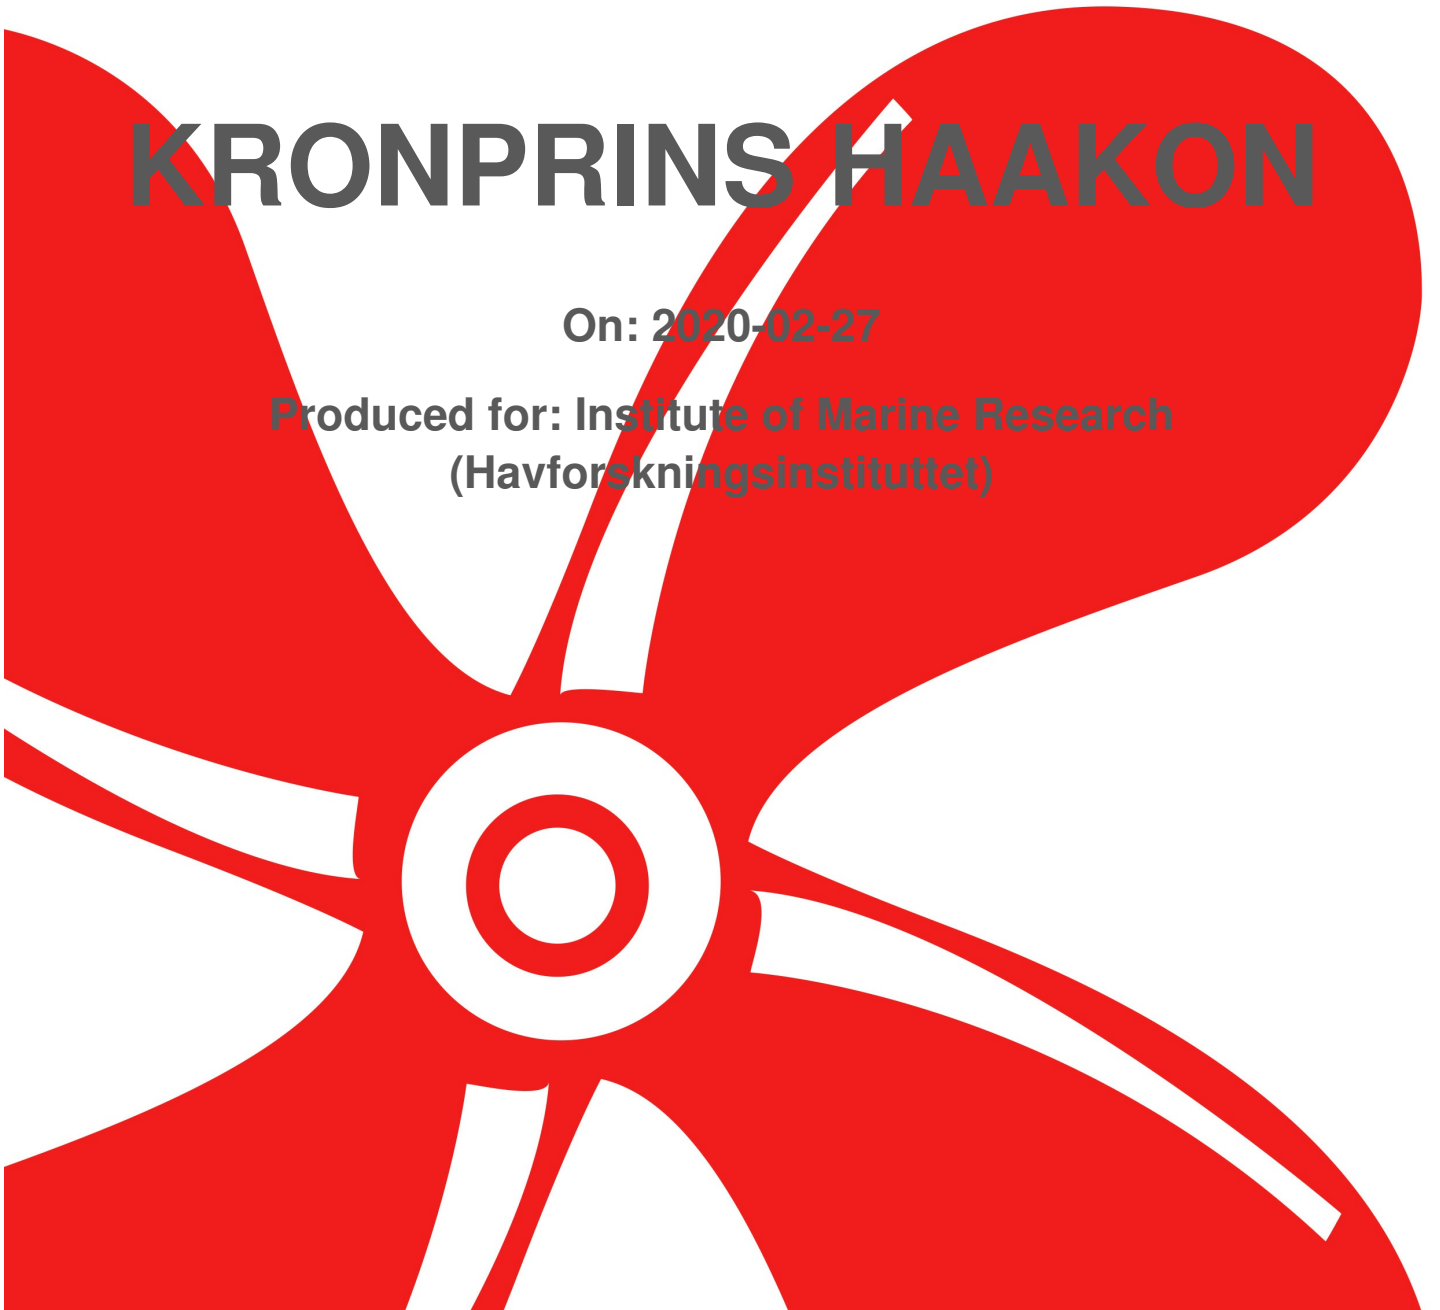 KRONPRINS HAAKON
On: 2020-02-27
Produced for: Institute of Marine Research
(Havforskningsinstituttet)